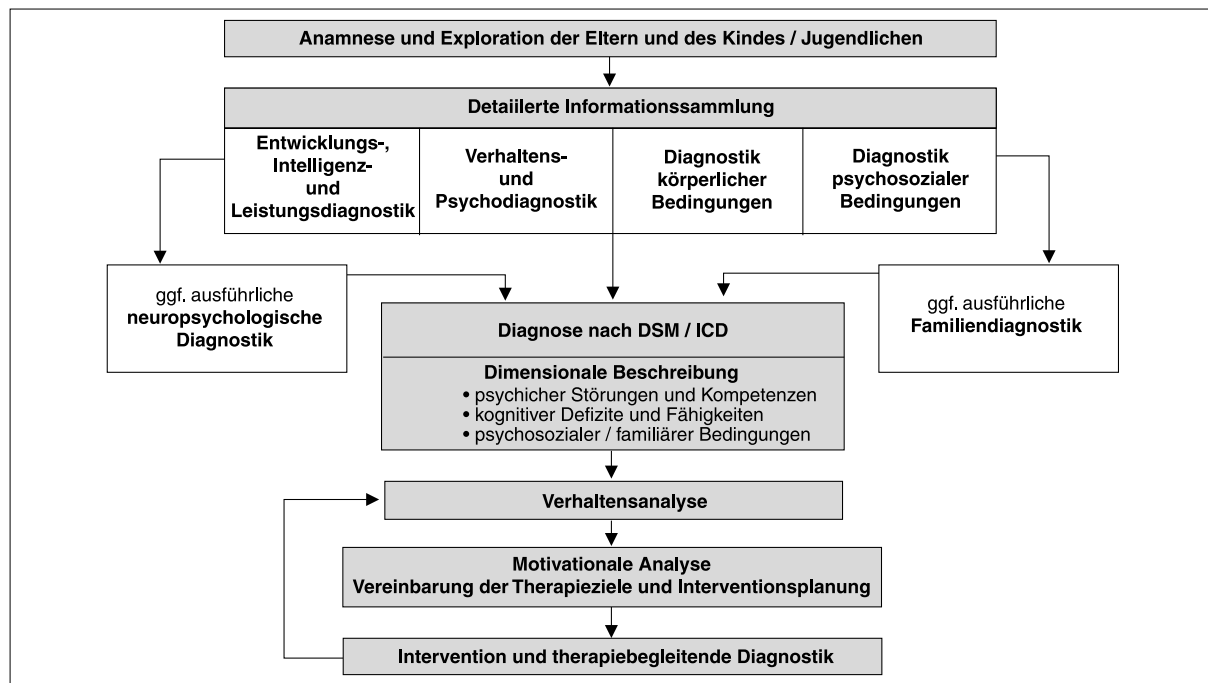 Anamnese und Exploration der Eltern und des Kindes / Jugendlichen
Detaiilerte Informationssammlung
Entwicklungs-,
Intelligenz-
und
Leistungsdiagnostik
Verhaltens-
und
Psychodiagnostik
Diagnostik
körperlicher
Bedingungen
Diagnostik
psychosozialer
Bedingungen
ggf. ausführliche
neuropsychologische
Diagnostik
ggf. ausführliche
Familiendiagnostik
Diagnose nach DSM / ICD
Dimensionale Beschreibung
• psychicher Störungen und Kompetenzen
• kognitiver Defizite und Fähigkeiten
• psychosozialer / familiärer Bedingungen
Verhaltensanalyse
Motivationale Analyse
Vereinbarung der Therapieziele und Interventionsplanung
Intervention und therapiebegleitende Diagnostik